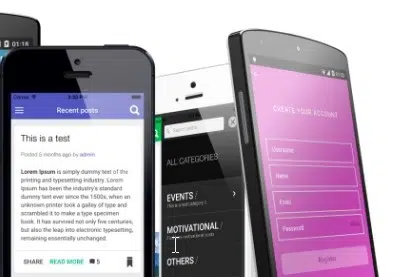 01:18
Recent posts
This is a test
Posted 5 months ago by admin
Lorem Ipsum is simply dummy text of the
printing and typesetting industry. Lorem
Ipsum has been the industry's standard
dummy text ever since the 1500s, when an
unknown printer took a galley of type and
scrambled it to make a type specimen
book. It has survived not only five centuries,
but also the leap into electronic typesetting,
remaining essentially unchanged.
SHARE READ MORE 5
ALL CATEGORIES
EVENTS /
MOTIVATIONAL /
OTHERS /
CREATE YOUR ACCOUNT
Username
Name
Email
Password
Register